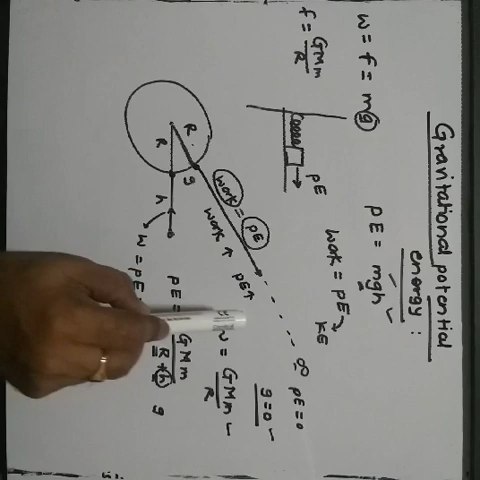 Gravitational potential
energy :
w = f = mg
f = GMm
R
PE = mgh
PE
work = PE
KE
R
R
g
h
work = PE
work ↑ PE↑
w = PE
∞ PE=0
g=0
w = GMm
R
PE = GMm
R+h
g